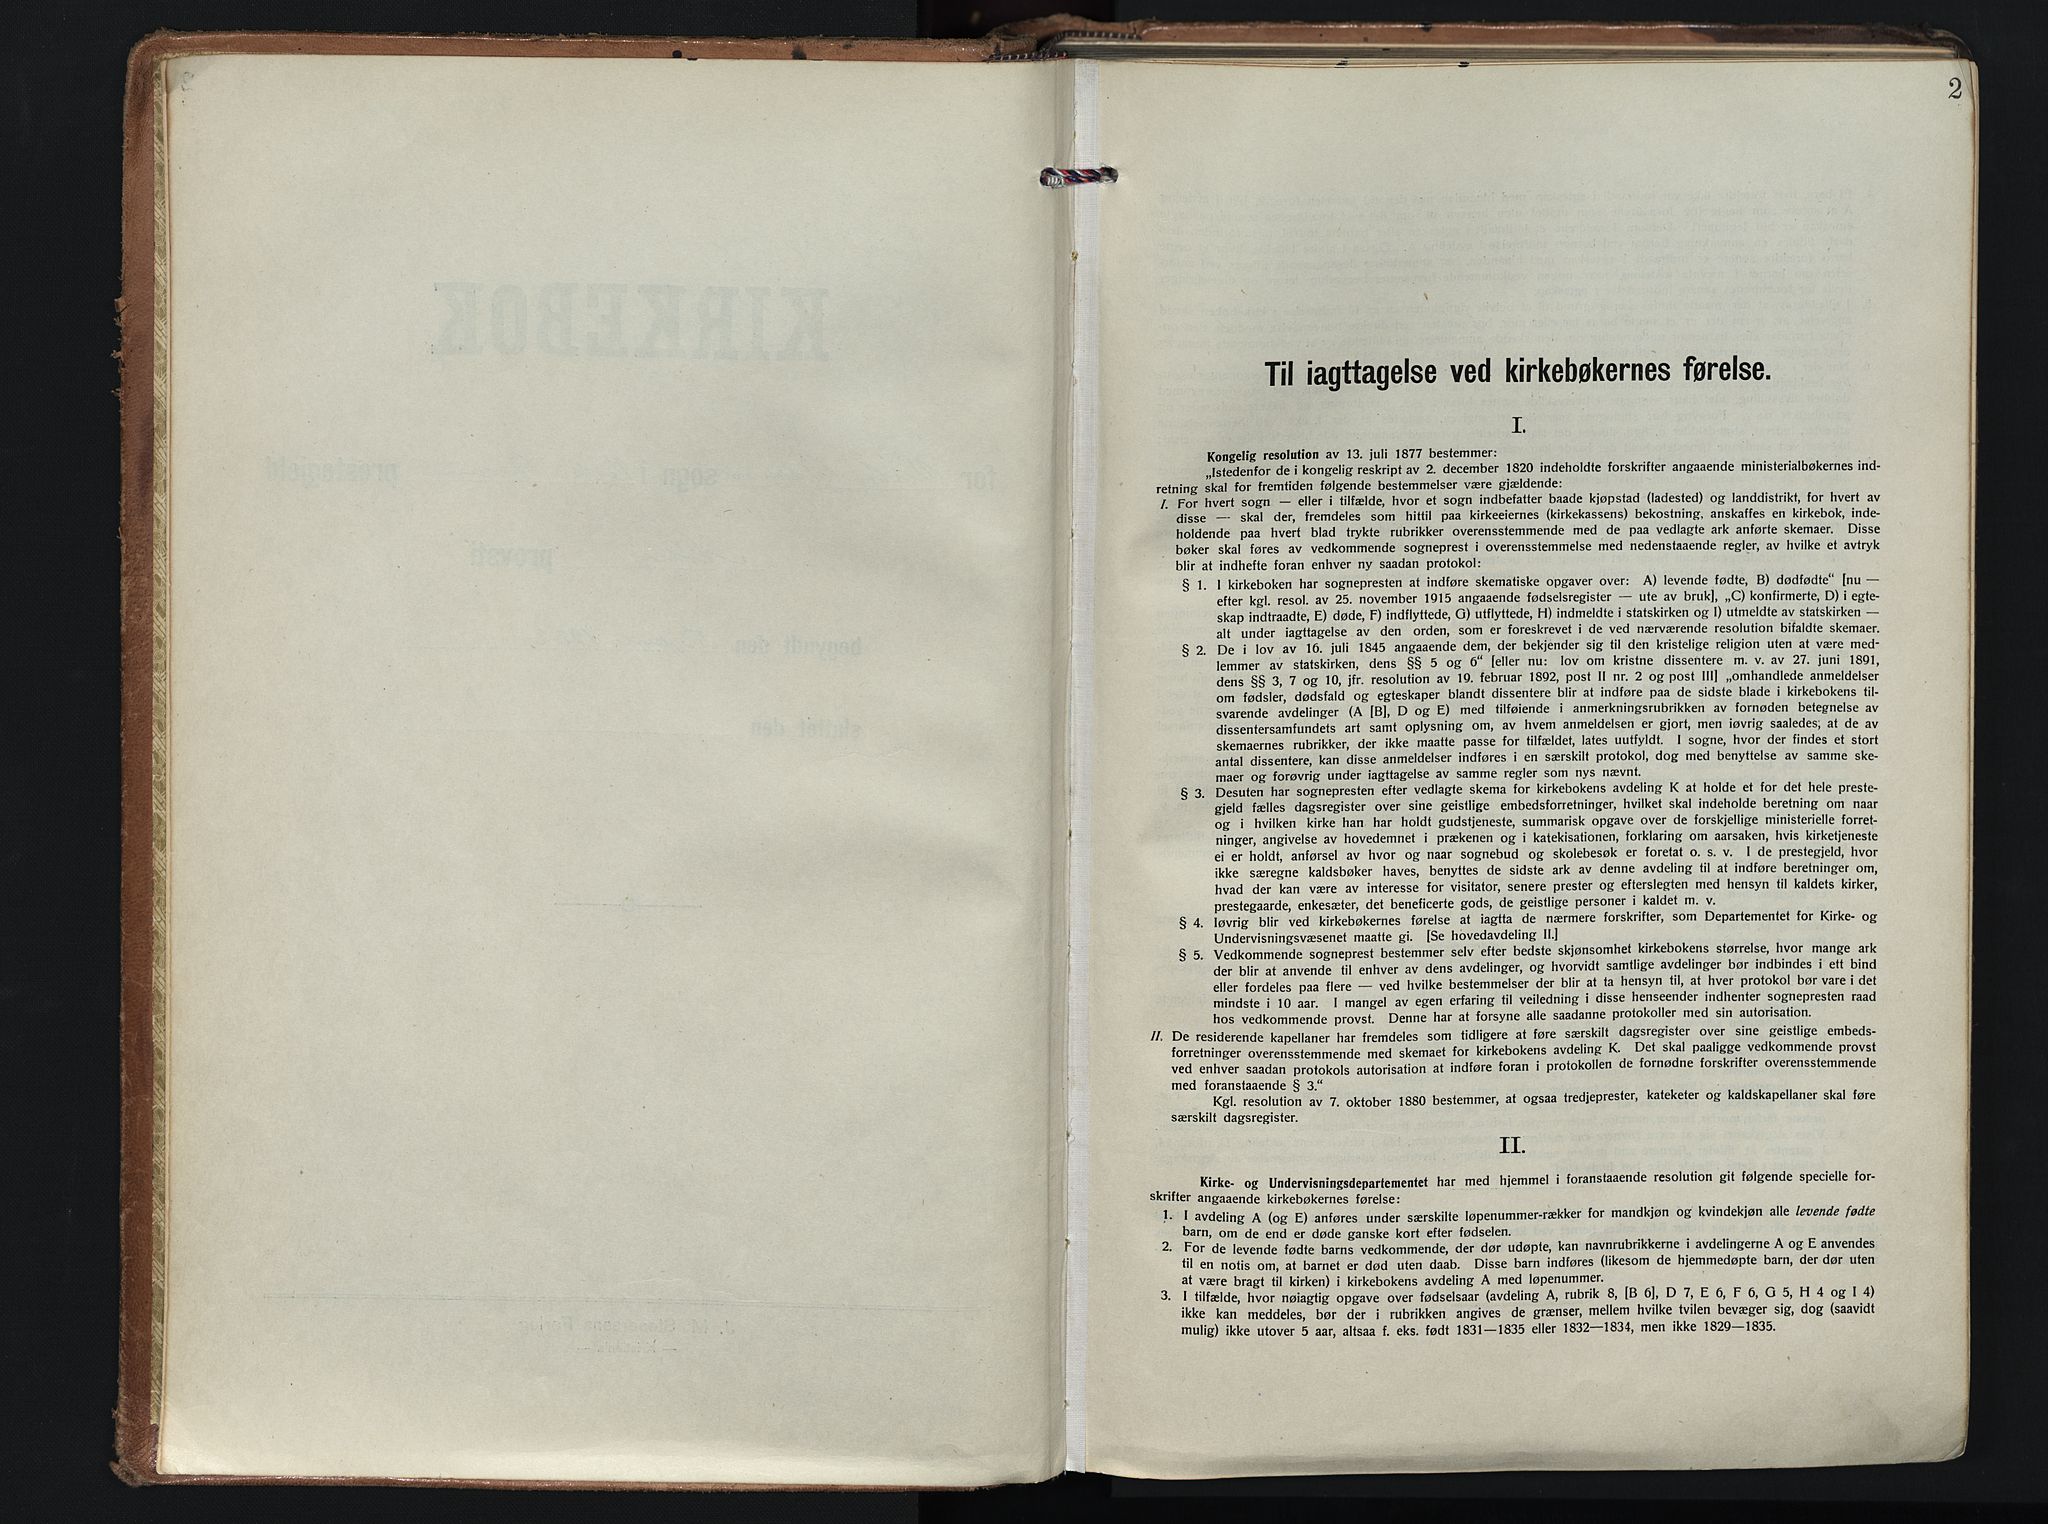 2
Til iagttagelse ved kirkebøkernes førelse.
I.
Kongelig resolution av 13. juli 1877 bestemmer:
„Istedenfor de i kongelig reskript av 2. december 1820 indeholdte forskrifter angaaende ministerialbøkernes ind-
retning skal for fremtiden følgende bestemmelser være gjældende:
I. For hvert sogn — eller i tilfælde, hvor et sogn indbefatter baade kjøpstad (ladested) og landdistrikt, for hvert av
disse — skal der, fremdeles som hittil paa kirkeeiernes (kirkekassens) bekostning, anskaffes en kirkebok, inde-
holdende paa hvert blad trykte rubrikker overensstemmende med de paa vedlagte ark anførte skemaer. Disse
bøker skal føres av vedkommende sogneprest i overensstemmelse med nedenstaaende regler, av hvilke et avtryk
blir at indhefte foran enhver ny saadan protokol:
§ 1. I kirkeboken har sognepresten at indføre skematiske opgaver over: A) levende fødte, B) dødfødte“ [nu —
efter kgl. resol. av 25. november 1915 angaaende fødselsregister — ute av bruk], „C) konfirmerte, D) i egte-
skap indtraadte, E) døde, F) indflyttede, G) utflyttede, H) indmeldte i statskirken og I) utmeldte av statskirken —
alt under iagttagelse av den orden, som er foreskrevet i de ved nærværende resolution bifaldte skemaer.
§ 2. De i lov av 16. juli 1845 angaaende dem, der bekjender sig til den kristelige religion uten at være med-
lemmer av statskirken, dens §§ 5 og 6“ [eller nu: lov om kristne dissentere m. v. av 27. juni 1891,
dens §§ 3, 7 og 10, jfr. resolution av 19. februar 1892, post II nr. 2 og post III] „omhandlede anmeldelser
om fødsler, dødsfald og egteskaper blandt dissentere blir at indføre paa de sidste blade i kirkebokens til-
svarende avdelinger (A [B], D og E) med tilføiende i anmerkningsrubrikken av fornøden betegnelse av
dissentersamfundets art samt oplysning om, av hvem anmeldelsen er gjort, men iøvrig saaledes, at de av
skemaernes rubrikker, der ikke maatte passe for tilfældet, lates uutfyldt. I sogne, hvor der findes et stort
antal dissentere, kan disse anmeldelser indføres i en særskilt protokol, dog med benyttelse av samme ske-
maer og forøvrig under iagttagelse av samme regler som nys nævnt.
§ 3. Desuten har sognepresten efter vedlagte skema for kirkebokens avdeling K at holde et for det hele preste-
gjeld fælles dagsregister over sine geistlige embedsforretninger, hvilket skal indeholde beretning om naar
og i hvilken kirke han har holdt gudstjeneste, summarisk opgave over de forskjellige ministerielle forret-
ninger, angivelse av hovedemnet i prækenen og i katekisationen, forklaring om aarsaken, hvis kirketjeneste
ei er holdt, anførsel av hvor og naar sognebud og skolebesøk er foretat o. s. v. I de prestegjeld, hvor
ikke særegne kaldsbøker haves, benyttes de sidste ark av denne avdeling til at indføre beretninger om,
hvad der kan være av interesse for visitator, senere prester og efterslegten med hensyn til kaldets kirker,
prestegaarde, enkesæter, det beneficerte gods, de geistlige personer i kaldet m. v.
§ 4. Iøvrig blir ved kirkebøkernes førelse at iagtta de nærmere forskrifter, som Departementet for Kirke- og
Undervisningsvæsenet maatte gi. [Se hovedavdeling II.]
§ 5. Vedkommende sogneprest bestemmer selv efter bedste skjønsomhet kirkebokens størrelse, hvor mange ark
der blir at anvende til enhver av dens avdelinger, og hvorvidt samtlige avdelinger bør indbindes i ett bind
eller fordeles paa flere — ved hvilke bestemmelser der blir at ta hensyn til, at hver protokol bør vare i det
mindste i 10 aar. I mangel av egen erfaring til veiledning i disse henseender indhenter sognepresten raad
hos vedkommende provst. Denne har at forsyne alle saadanne protokoller med sin autorisation.
II. De residerende kapellaner har fremdeles som tidligere at føre særskilt dagsregister over sine geistlige embeds-
forretninger overensstemmende med skemaet for kirkebokens avdeling K. Det skal paaligge vedkommende provst
ved enhver saadan protokols autorisation at indføre foran i protokollen de fornødne forskrifter overensstemmende
med foranstaaende § 3.“
Kgl. resolution av 7. oktober 1880 bestemmer, at ogsaa tredjeprester, kateketer og kaldskapellaner skal føre
særskilt dagsregister.
II.
Kirke- og Undervisningsdepartementet har med hjemmel i foranstaaende resolution git følgende specielle for-
skrifter angaaende kirkebøkernes førelse:
1. I avdeling A (og E) anføres under særskilte løpenummer-rækker for mandkjøn og kvindekjøn alle levende fødte
barn, om de end er døde ganske kort efter fødselen.
2. For de levende fødte barns vedkommende, der dør udøpte, kan navnrubrikkerne i avdelingerne A og E anvendes
til en notis om, at barnet er død uten daab. Disse barn indføres (likesom de hjemmedøpte barn, der dør uten
at være bragt til kirken) i kirkebokens avdeling A med løpenummer.
3. I tilfælde, hvor nøiagtig opgave over fødselsaar (avdeling A, rubrik 8, [B 6], D 7, E 6, F 6, G 5, H 4 og I 4)
ikke kan meddeles, bør der i rubrikken angives de grænser, mellem hvilke tvilen bevæger sig, dog (saavidt
mulig) ikke utover 5 aar, altsaa f. eks. født 1831—1835 eller 1832—1834, men ikke 1829—1835.